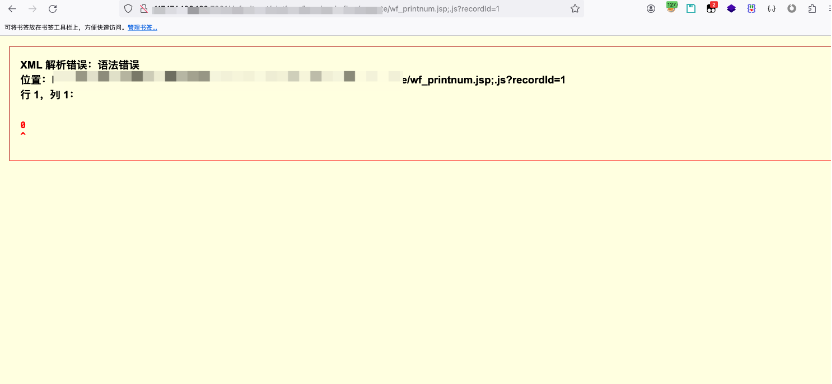 e/wf_printnum.jsp;.js?recordId=1
可将书签放在书签工具栏上，方便快速访问。管理书签…
XML 解析错误：语法错误
位置：e/wf_printnum.jsp;.js?recordId=1
行 1，列 1：
0
^